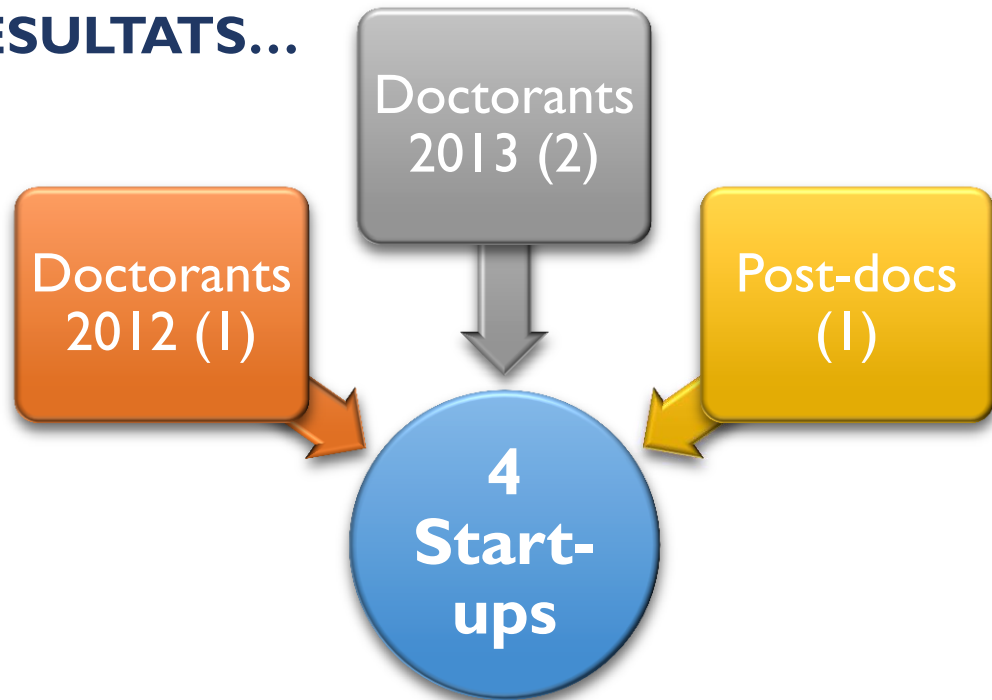 ESULTATS...
Doctorants
2013 (2)
Doctorants
2012 (1)
Post-docs
(1)
4
Start-
ups